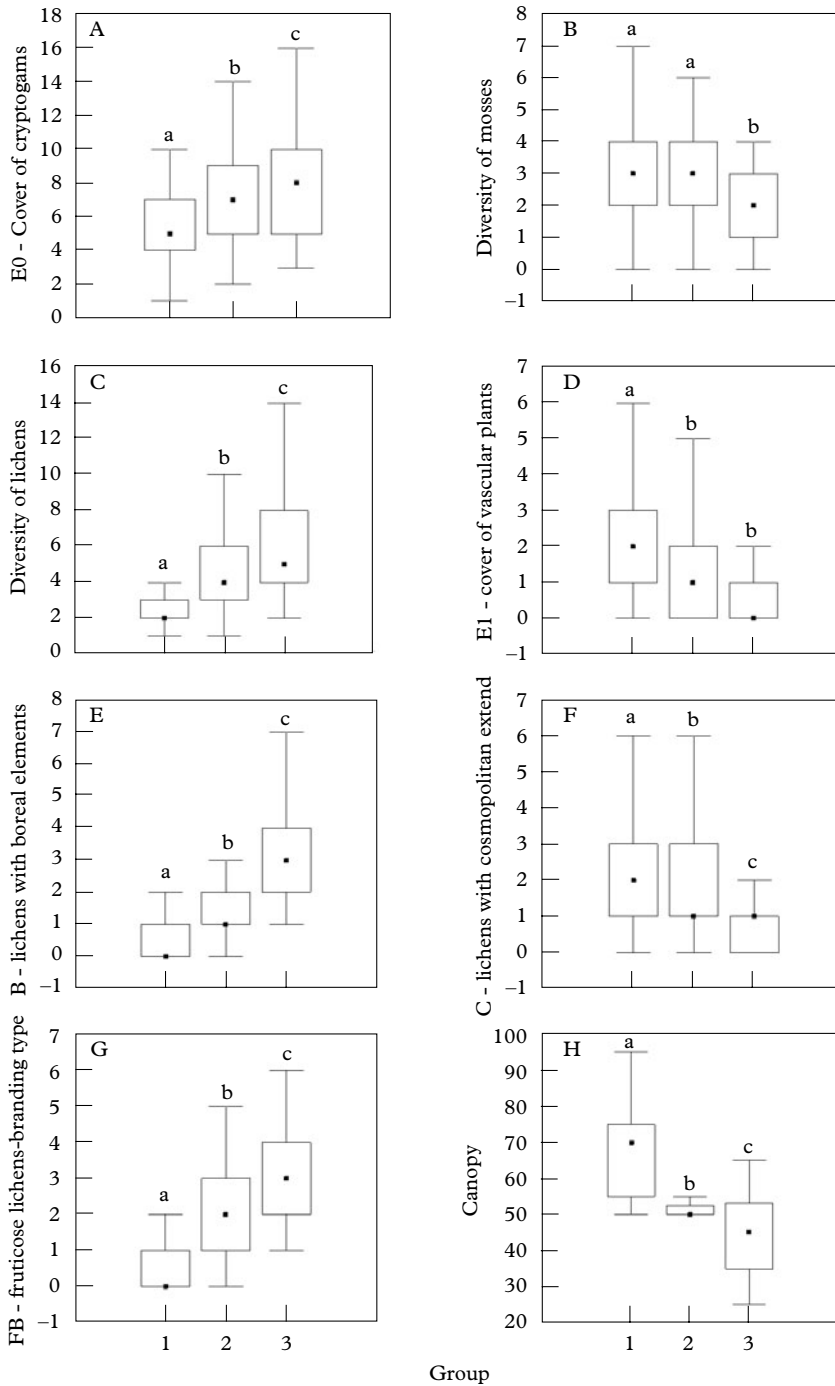 A
E0 - Cover of cryptogams
18
16
14
12
10
8
6
4
2
0
a
b
c
B
Diversity of mosses
8
7
6
5
4
3
2
1
0
–1
a
a
b
C
Diversity of lichens
16
14
12
10
8
6
4
2
0
a
b
c
D
E1 - cover of vascular plants
7
6
5
4
3
2
1
0
–1
a
b
b
E
B - lichens with boreal elements
8
7
6
5
4
3
2
1
0
–1
a
b
c
F
C - lichens with cosmopolitan extend
7
6
5
4
3
2
1
0
–1
a
b
c
G
FB - fruticose lichens-branding type
7
6
5
4
3
2
1
0
–1
a
b
c
1 2 3
H
Canopy
100
90
80
70
60
50
40
30
20
a
b
c
1 2 3
Group